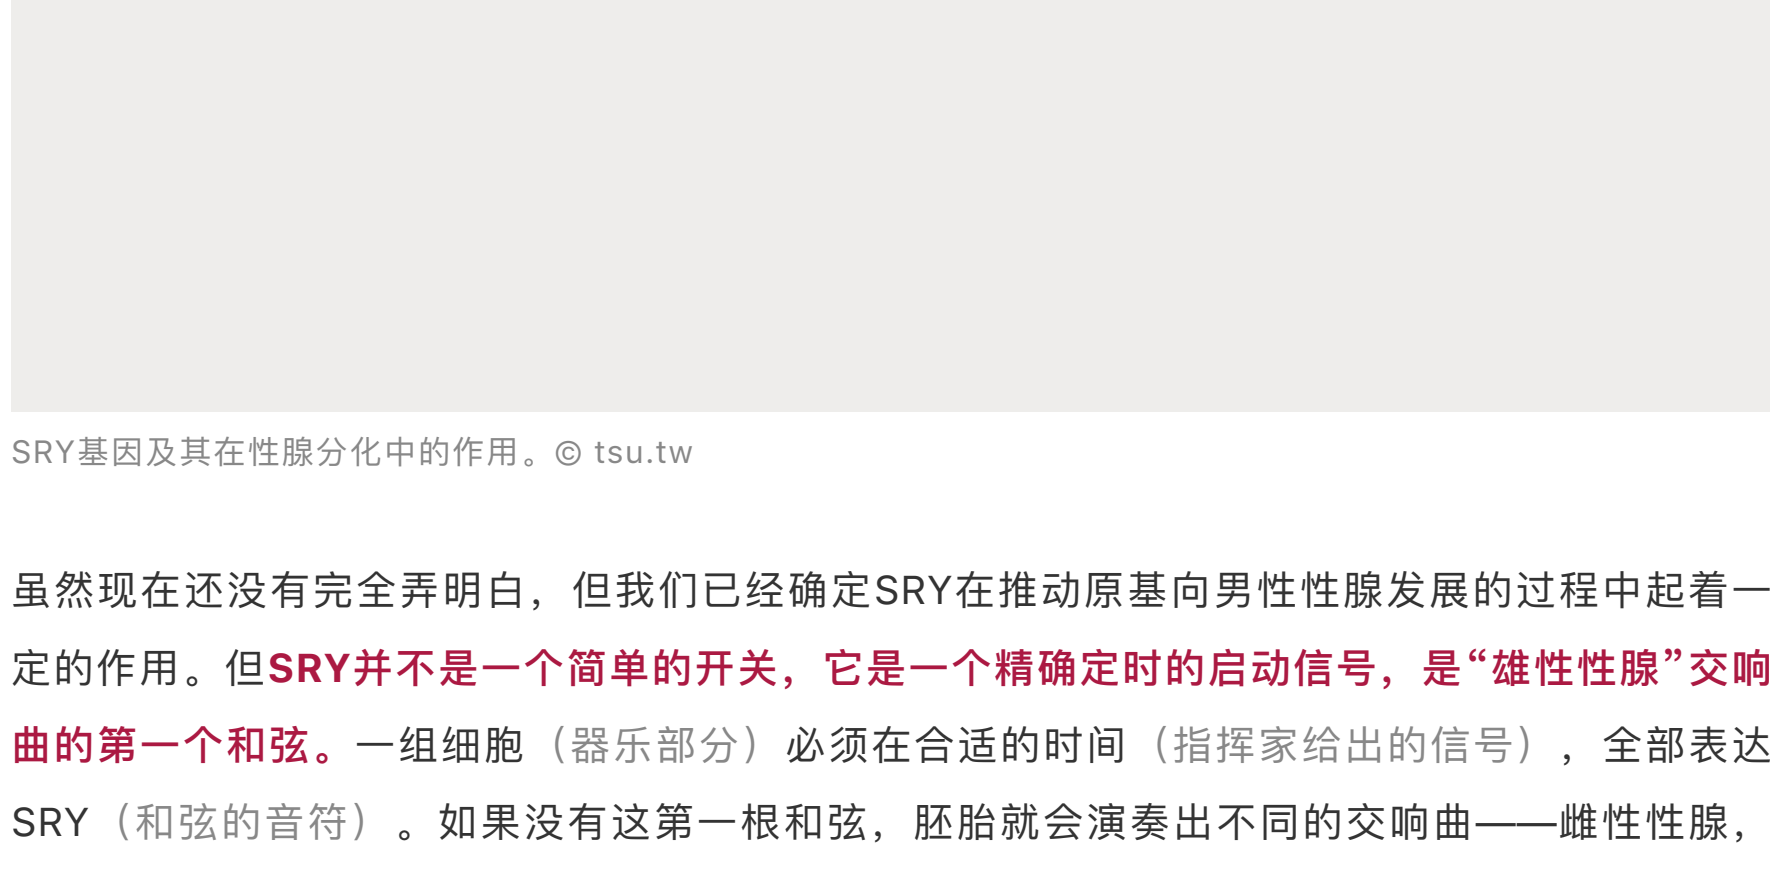 SRY基因及其在性腺分化中的作用。© tsu.tw
虽然现在还没有完全弄明白，但我们已经确定SRY在推动原基向男性性腺发展的过程中起着一
定的作用。但SRY并不是一个简单的开关，它是一个精确定时的启动信号，是“雄性性腺”交响
曲的第一个和弦。一组细胞（器乐部分）必须在合适的时间（指挥家给出的信号），全部表达
SRY（和弦的音符）。如果没有这第一根和弦，胚胎就会演奏出不同的交响曲——雌性性腺，